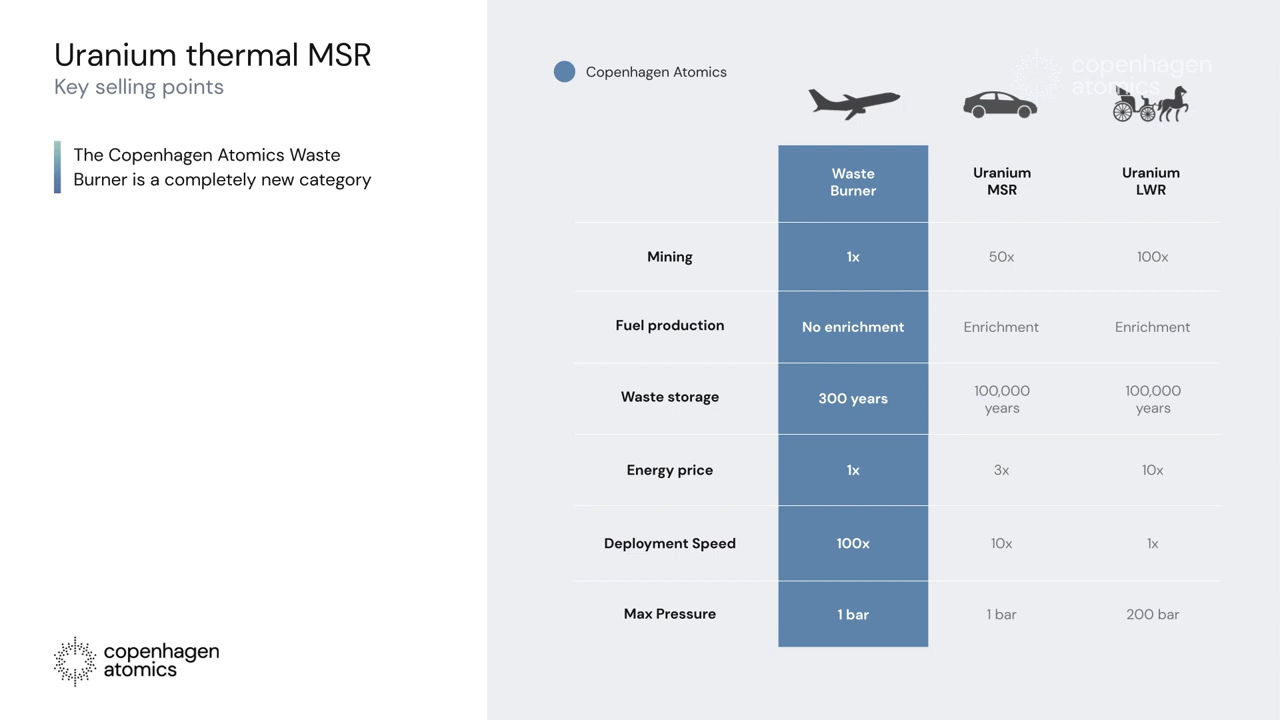 Uranium thermal MSR
Key selling points
The Copenhagen Atomics Waste
Burner is a completely new category
copenhagen
atomics
Copenhagen Atomics
copenhagen
atomics
Waste
Burner
Uranium
MSR
Uranium
LWR
Mining
1x
50x
100x
Fuel production
No enrichment
Enrichment
Enrichment
Waste storage
300 years
100,000
years
100,000
years
Energy price
1x
3x
10x
Deployment Speed
100x
10x
1x
Max Pressure
1 bar
1 bar
200 bar